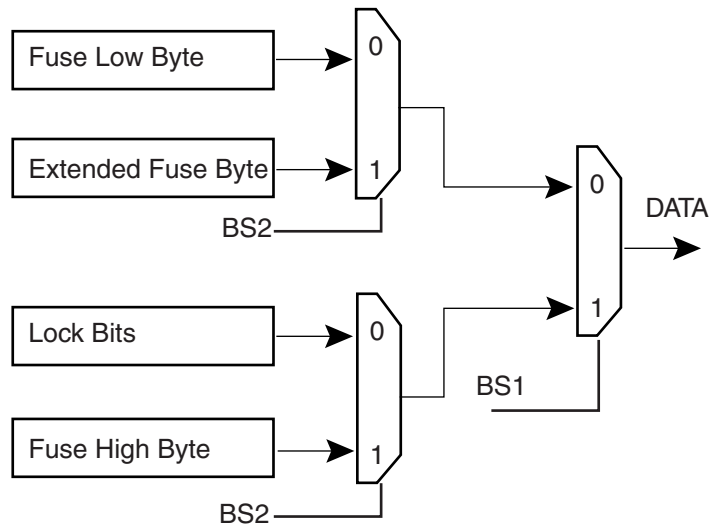 Fuse Low Byte
0
Extended Fuse Byte
1
BS2
0
DATA
Lock Bits
0
1
BS1
Fuse High Byte
1
BS2